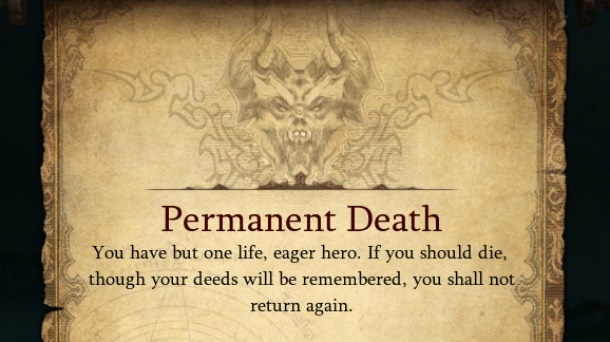 Permanent Death
You have but one life, eager hero. If you should die,
though your deeds will be remembered, you shall not
return again.